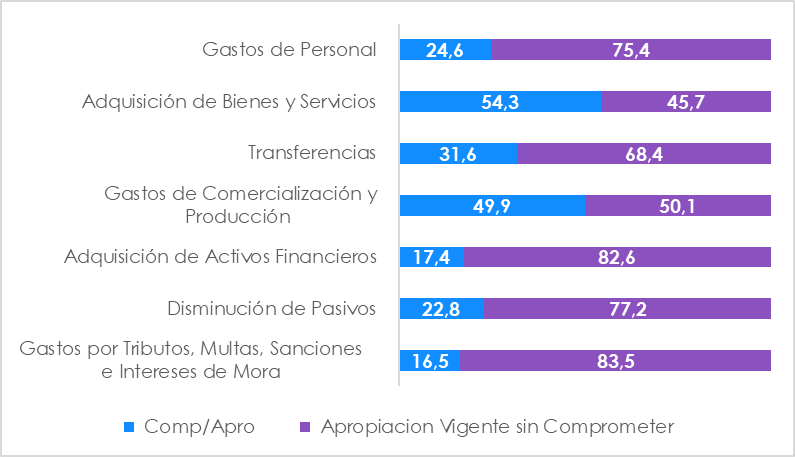 Gastos de Personal
24,6 75,4
Adquisición de Bienes y Servicios
54,3 45,7
Transferencias
31,6 68,4
Gastos de Comercialización y
Producción
49,9 50,1
Adquisición de Activos Financieros
17,4 82,6
Disminución de Pasivos
22,8 77,2
Gastos por Tributos, Multas, Sanciones
e Intereses de Mora
16,5 83,5
Comp/Apro Apropiacion Vigente sin Comprometer